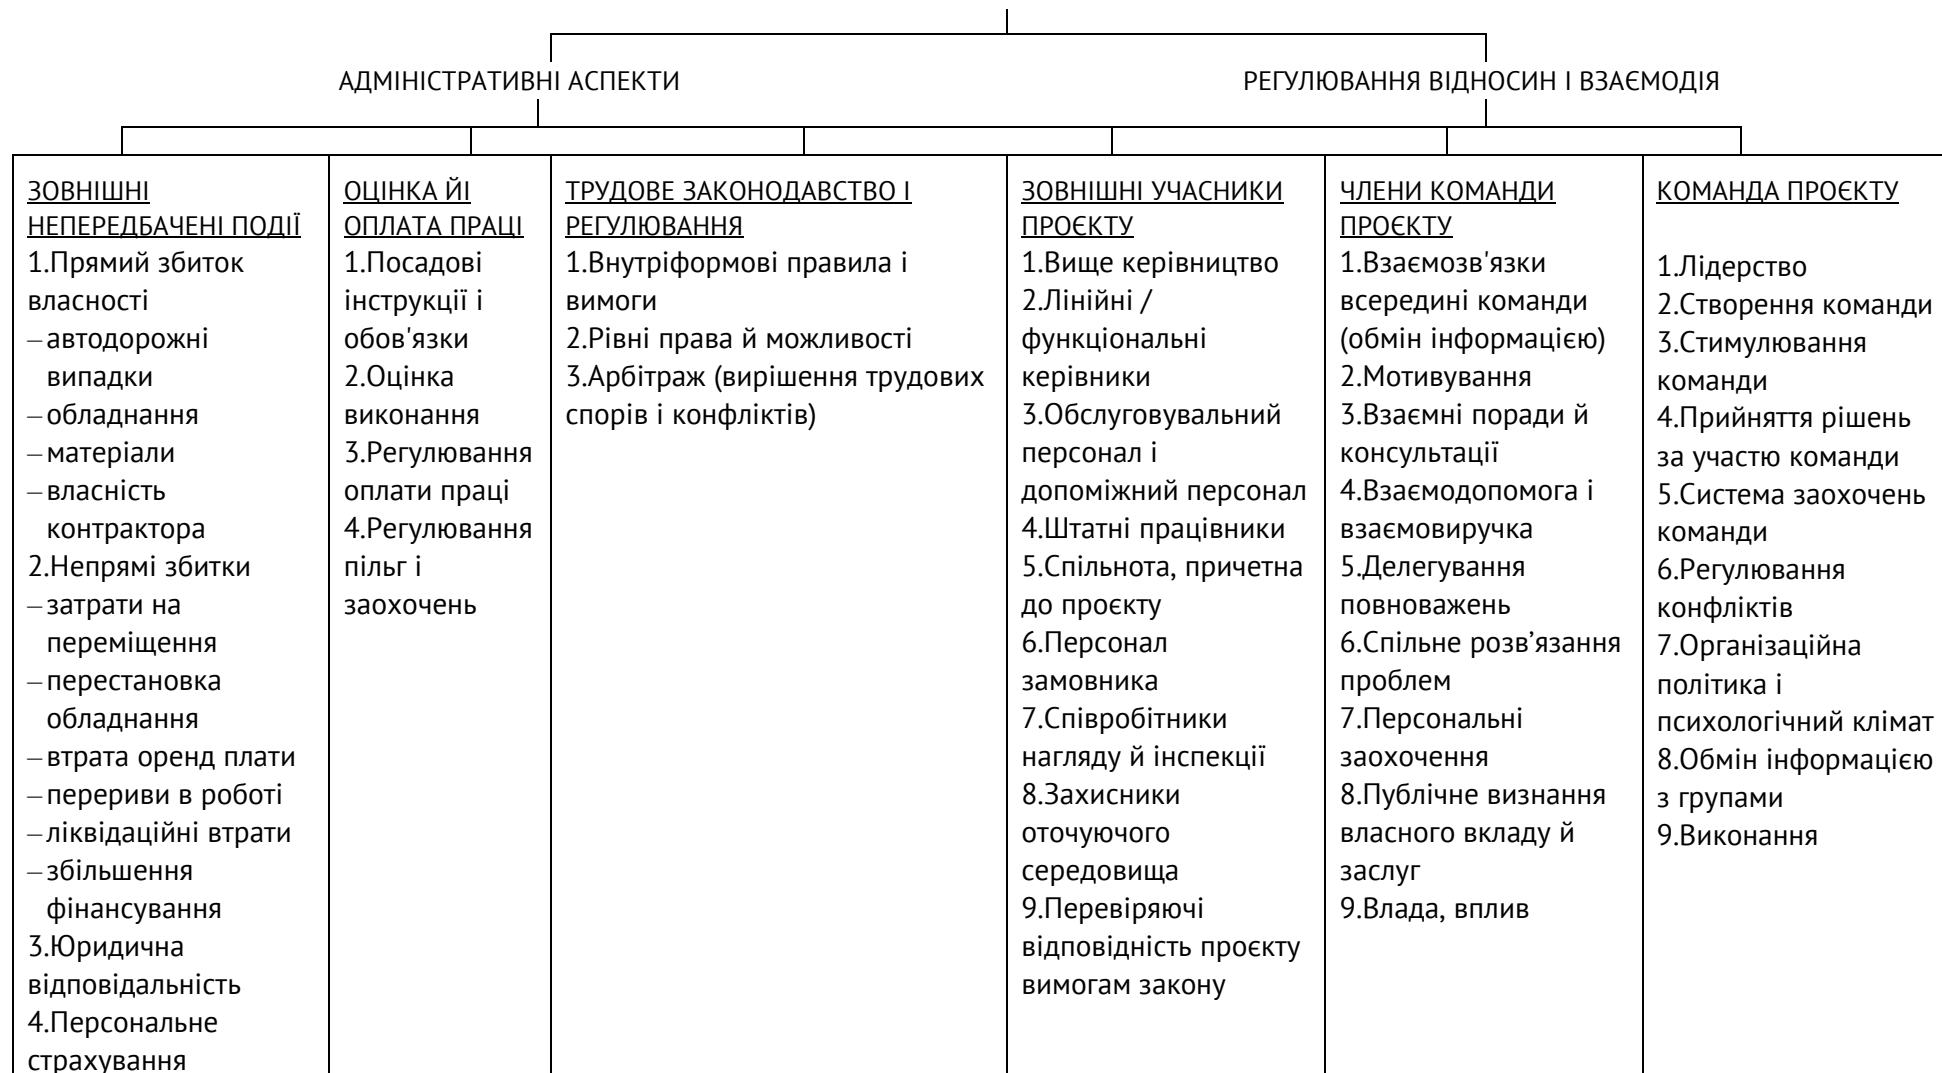 АДМІНІСТРАТИВНІ АСПЕКТИ
РЕГУЛЮВАННЯ ВІДНОСИН І ВЗАЄМОДІЯ
ЗОВНІШНІ
НЕПЕРЕДБАЧЕНІ ПОДІЇ
1.Прямий збиток
власності
– автодорожні
випадки
– обладнання
– матеріали
– власність
контрактора
2.Непрямі збитки
– затрати на
переміщення
– перестановка
обладнання
– втрата оренд плати
– перериви в роботі
– ліквідаційні втрати
– збільшення
фінансування
3.Юридична
відповідальність
4.Персональне
страхування
ОЦІНКА ЙІ
ОПЛАТА ПРАЦІ
1.Посадові
інструкції і
обов'язки
2.Оцінка
виконання
3.Регулювання
оплати праці
4.Регулювання
пільг і
заохочень
ТРУДОВЕ ЗАКОНОДАВСТВО І
РЕГУЛЮВАННЯ
1.Внутріформові правила і
вимоги
2.Рівні права й можливості
3.Арбітраж (вирішення трудових
спорів і конфліктів)
ЗОВНІШНІ УЧАСНИКИ
ПРОЄКТУ
1.Вище керівництво
2.Лінійні /
функціональні
керівники
3.Обслуговувальний
персонал і
допоміжний персонал
4.Штатні працівники
5.Спільнота, причетна
до проєкту
6.Персонал
замовника
7.Співробітники
нагляду й інспекції
8.Захисники
оточуючого
середовища
9.Перевіряючі
відповідність проєкту
вимогам закону
ЧЛЕНИ КОМАНДИ
ПРОЄКТУ
1.Взаємозв'язки
всередині команди
(обмін інформацією)
2.Мотивування
3.Взаємні поради й
консультації
4.Взаємодопомога і
взаємовиручка
5.Делегування
повноважень
6.Спільне розв’язання
проблем
7.Персональні
заохочення
8.Публічне визнання
власного вкладу й
заслуг
9.Влада, вплив
КОМАНДА ПРОЄКТУ
1.Лідерство
2.Створення команди
3.Стимулювання
команди
4.Прийняття рішень
за участю команди
5.Система заохочень
команди
6.Регулювання
конфліктів
7.Організаційна
політика і
психологічний клімат
8.Обмін інформацією
з групами
9.Виконання